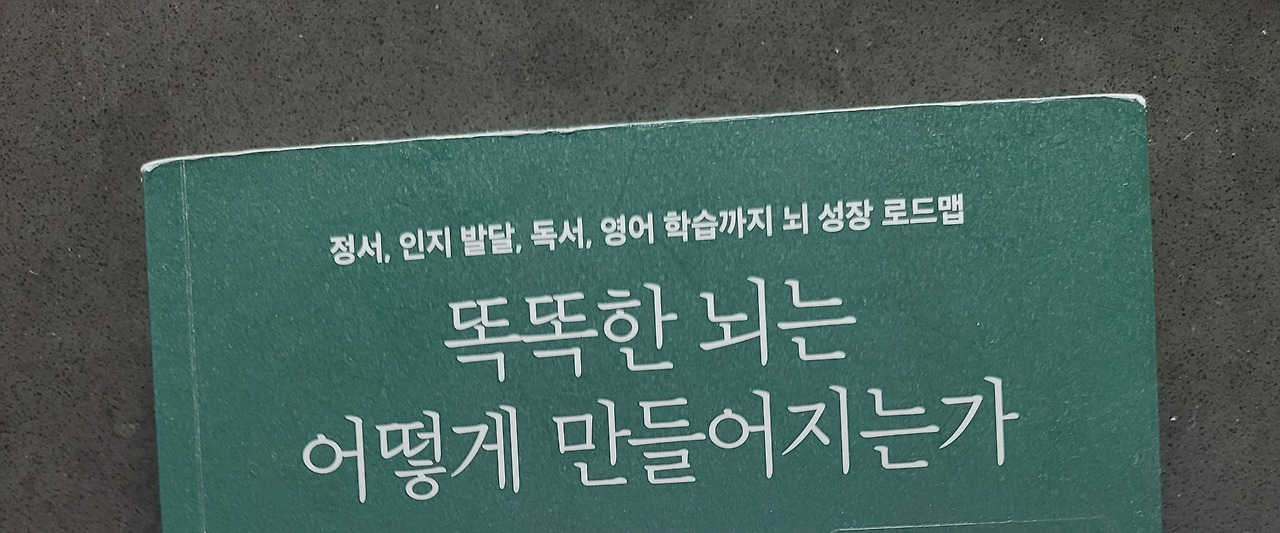 정서, 인지 발달, 독서, 영어 학습까지 뇌 성장 로드맵
똑똑한 뇌는
어떻게 만들어지는가